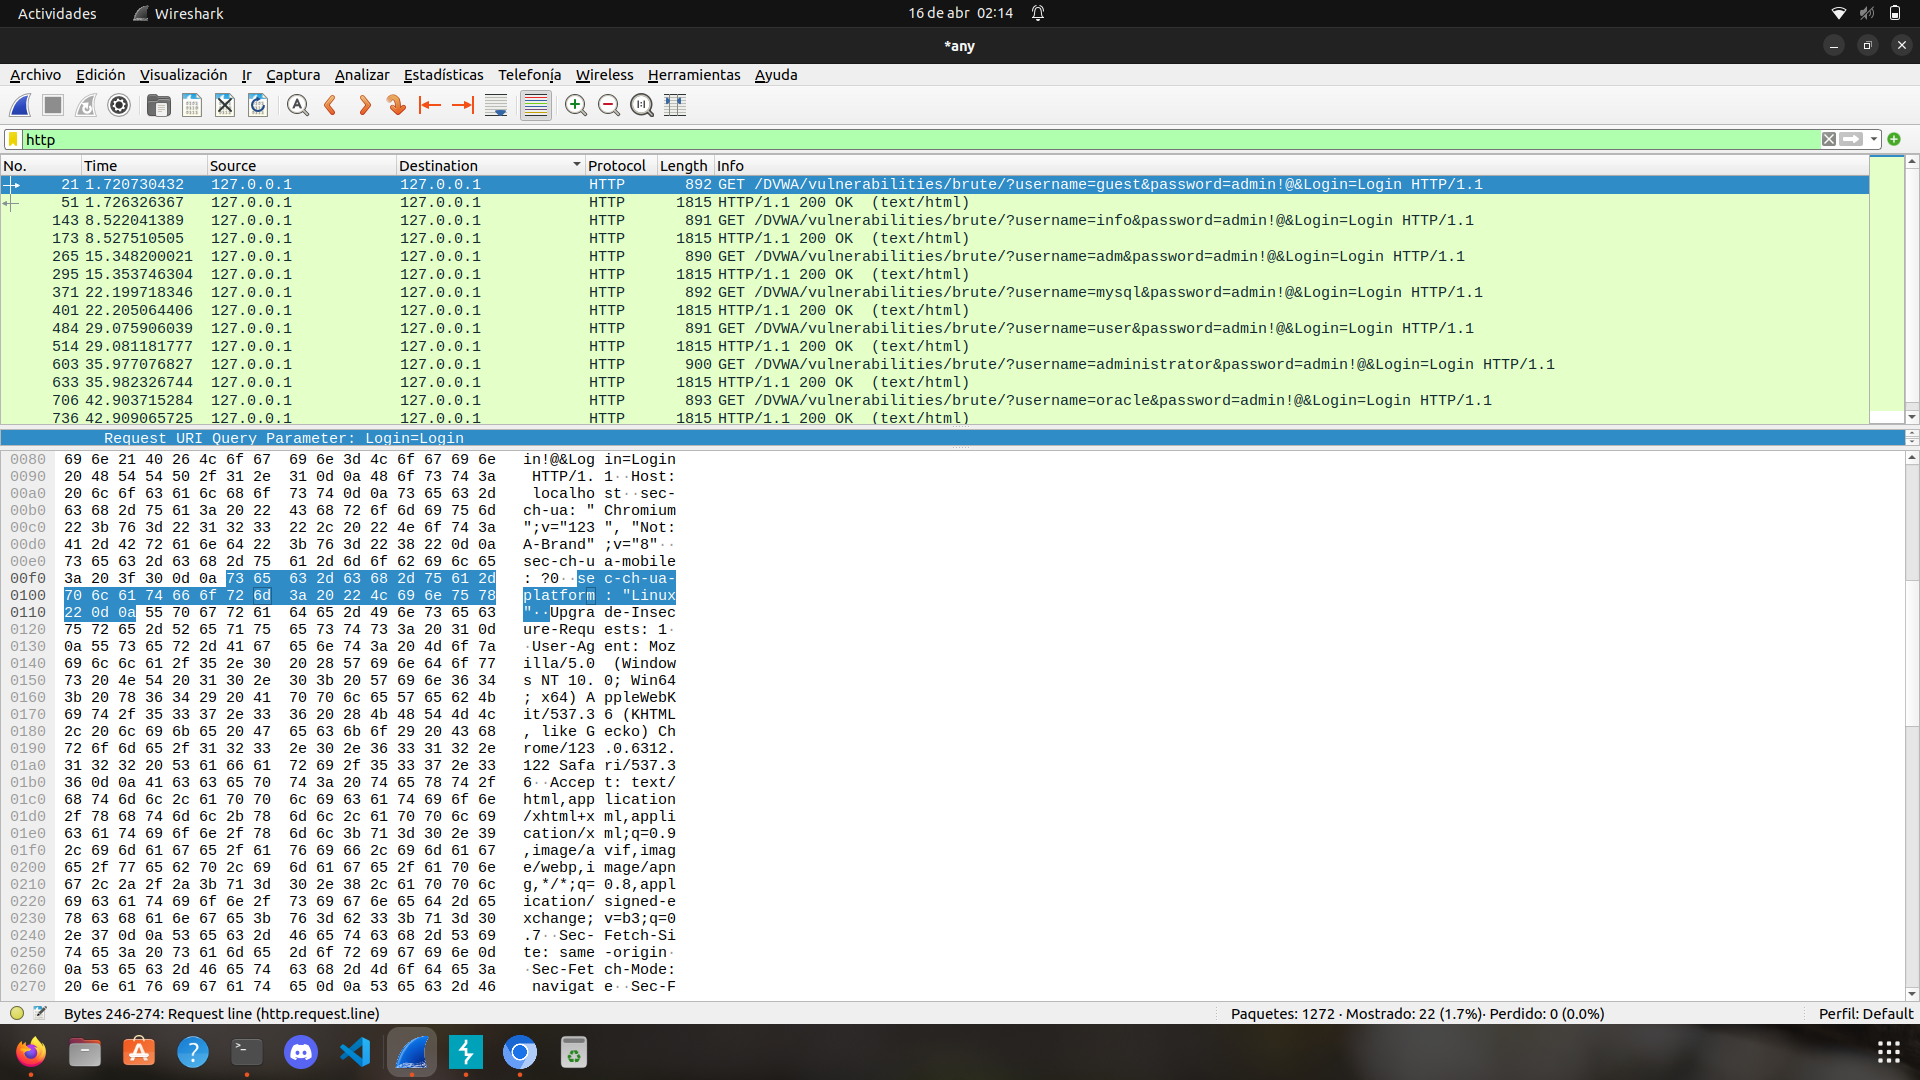 Actividades Wireshark 16 de abr 02:14
*any
Archivo Edición Visualización Ir Captura Analizar Estadísticas Telefonía Wireless Herramientas Ayuda
http
No. Time Source Destination Protocol Length Info
21 1.720730432 127.0.0.1 127.0.0.1 HTTP 892 GET /DVWA/vulnerabilities/brute/?username=guest&password=admin!@&Login=Login HTTP/1.1
51 1.726326367 127.0.0.1 127.0.0.1 HTTP 1815 HTTP/1.1 200 OK (text/html)
143 8.522041389 127.0.0.1 127.0.0.1 HTTP 891 GET /DVWA/vulnerabilities/brute/?username=info&password=admin!@&Login=Login HTTP/1.1
173 8.527510505 127.0.0.1 127.0.0.1 HTTP 1815 HTTP/1.1 200 OK (text/html)
265 15.348200021 127.0.0.1 127.0.0.1 HTTP 890 GET /DVWA/vulnerabilities/brute/?username=adm&password=admin!@&Login=Login HTTP/1.1
295 15.353746304 127.0.0.1 127.0.0.1 HTTP 1815 HTTP/1.1 200 OK (text/html)
371 22.199718346 127.0.0.1 127.0.0.1 HTTP 892 GET /DVWA/vulnerabilities/brute/?username=mysql&password=admin!@&Login=Login HTTP/1.1
401 22.205064406 127.0.0.1 127.0.0.1 HTTP 1815 HTTP/1.1 200 OK (text/html)
484 29.075906039 127.0.0.1 127.0.0.1 HTTP 891 GET /DVWA/vulnerabilities/brute/?username=user&password=admin!@&Login=Login HTTP/1.1
514 29.081181777 127.0.0.1 127.0.0.1 HTTP 1815 HTTP/1.1 200 OK (text/html)
603 35.977076827 127.0.0.1 127.0.0.1 HTTP 900 GET /DVWA/vulnerabilities/brute/?username=administrator&password=admin!@&Login=Login HTTP/1.1
633 35.982326744 127.0.0.1 127.0.0.1 HTTP 1815 HTTP/1.1 200 OK (text/html)
706 42.903715284 127.0.0.1 127.0.0.1 HTTP 893 GET /DVWA/vulnerabilities/brute/?username=oracle&password=admin!@&Login=Login HTTP/1.1
736 42.909065725 127.0.0.1 127.0.0.1 HTTP 1815 HTTP/1.1 200 OK (text/html)
Request URI Query Parameter: Login=Login
0080 69 6e 21 40 26 4c 6f 67 69 6e 3d 4c 6f 67 69 6e in!@&Log in=Login
0090 20 48 54 54 50 2f 31 2e 31 0d 0a 48 6f 73 74 3a HTTP/1. 1··Host:
00a0 20 6c 6f 63 61 6c 68 6f 73 74 0d 0a 73 65 63 2d localho st··sec-
00b0 63 68 2d 75 61 3a 20 22 43 68 72 6f 6d 69 75 6d ch-ua: " Chromium
00c0 22 3b 76 3d 22 31 32 33 22 2c 20 22 4e 6f 74 3a ";v="123 ", "Not:
00d0 41 2d 42 72 61 6e 64 22 3b 76 3d 22 38 22 0d 0a A-Brand" ;v="8"··
00e0 73 65 63 2d 63 68 2d 75 61 2d 6d 6f 62 69 6c 65 sec-ch-u a-mobile
00f0 3a 20 3f 30 0d 0a 73 65 63 2d 63 68 2d 75 61 2d : ?0··se c-ch-ua-
0100 70 6c 61 74 66 6f 72 6d 3a 20 22 4c 69 6e 75 78 platform : "Linux
0110 22 0d 0a 55 70 67 72 61 64 65 2d 49 6e 73 65 63 "··Upgra de-Insec
0120 75 72 65 2d 52 65 71 75 65 73 74 73 3a 20 31 0d ure-Requ ests: 1·
0130 0a 55 73 65 72 2d 41 67 65 6e 74 3a 20 4d 6f 7a ·User-Ag ent: Moz
0140 69 6c 6c 61 2f 35 2e 30 20 28 57 69 6e 64 6f 77 illa/5.0 (Window
0150 73 20 4e 54 20 31 30 2e 30 3b 20 57 69 6e 36 34 s NT 10. 0; Win64
0160 3b 20 78 36 34 29 20 41 70 70 6c 65 57 65 62 4b ; x64) A ppleWebK
0170 69 74 2f 35 33 37 2e 33 36 20 28 4b 48 54 4d 4c it/537.3 6 (KHTML
0180 2c 20 6c 69 6b 65 20 47 65 63 6b 6f 29 20 43 68 , like G ecko) Ch
0190 72 6f 6d 65 2f 31 32 33 2e 30 2e 36 33 31 32 2e rome/123 .0.6312.
01a0 31 32 32 20 53 61 66 61 72 69 2f 35 33 37 2e 33 122 Safa ri/537.3
01b0 36 0d 0a 41 63 63 65 70 74 3a 20 74 65 78 74 2f 6··Accep t: text/
01c0 68 74 6d 6c 2c 61 70 70 6c 69 63 61 74 69 6f 6e html,app lication
01d0 2f 78 68 74 6d 6c 2b 78 6d 6c 2c 61 70 70 6c 69 /xhtml+x ml,appli
01e0 63 61 74 69 6f 6e 2f 78 6d 6c 3b 71 3d 30 2e 39 cation/x ml;q=0.9
01f0 2c 69 6d 61 67 65 2f 61 76 69 66 2c 69 6d 61 67 ,image/a vif,imag
0200 65 2f 77 65 62 70 2c 69 6d 61 67 65 2f 61 70 6e e/webp,i mage/apn
0210 67 2c 2a 2f 2a 3b 71 3d 30 2e 38 2c 61 70 70 6c g,*/*;q= 0.8,appl
0220 69 63 61 74 69 6f 6e 2f 73 69 67 6e 65 64 2d 65 ication/ signed-e
0230 78 63 68 61 6e 67 65 3b 76 3d 62 33 3b 71 3d 30 xchange; v=b3;q=0
0240 2e 37 0d 0a 53 65 63 2d 46 65 74 63 68 2d 53 69 .7··Sec- Fetch-Si
0250 74 65 3a 20 73 61 6d 65 2d 6f 72 69 67 69 6e 0d te: same -origin·
0260 0a 53 65 63 2d 46 65 74 63 68 2d 4d 6f 64 65 3a ·Sec-Fet ch-Mode:
0270 20 6e 61 76 69 67 61 74 65 0d 0a 53 65 63 2d 46 navigat e··Sec-F
Bytes 246-274: Request line (http.request.line) Paquetes: 1272 · Mostrado: 22 (1.7%)· Perdido: 0 (0.0%) Perfil: Default